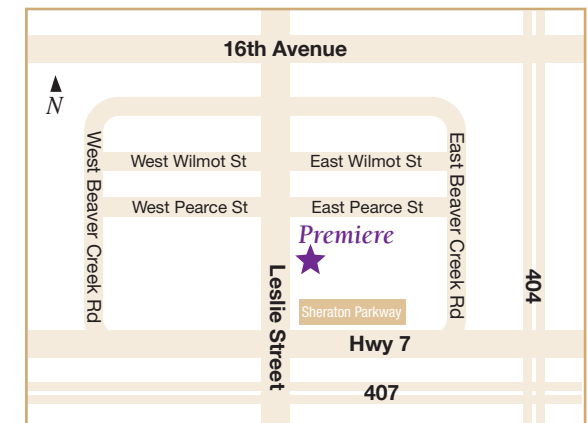 16th Avenue
N
West Beaver Creek Rd
West Wilmot St
East Wilmot St
East Beaver Creek Rd
West Pearce St
East Pearce St
Premiere
Leslie Street
404
Sheraton Parkway
Hwy 7
407